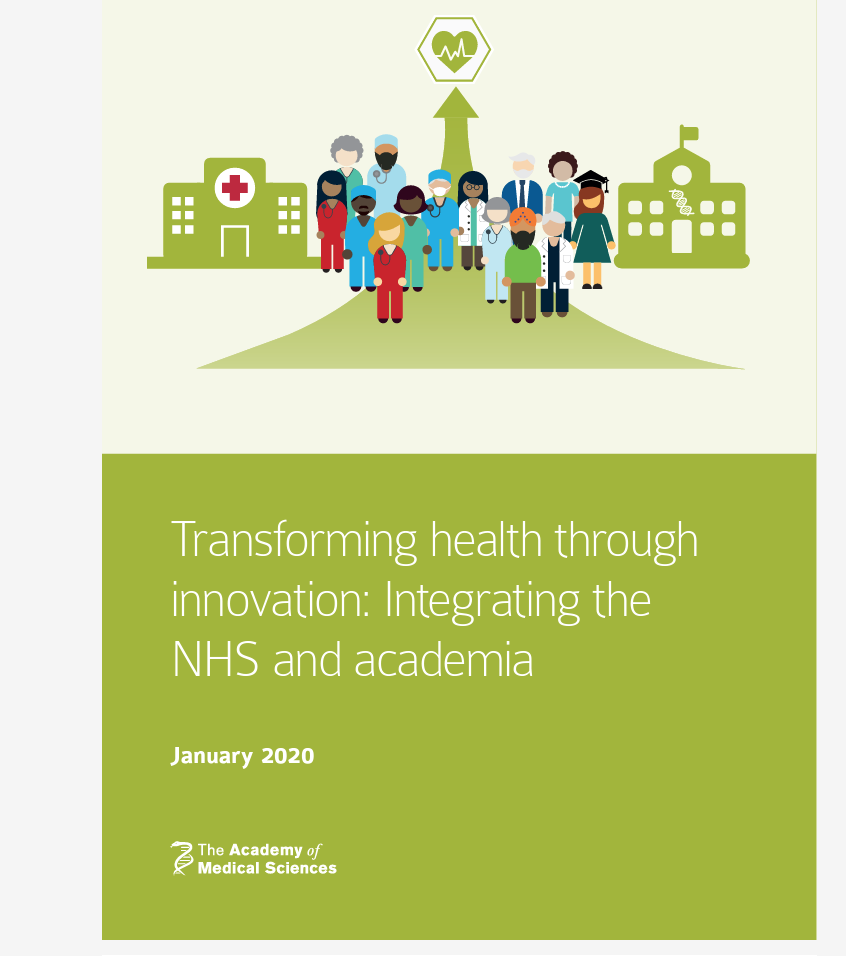 Transforming health through
innovation: Integrating the
NHS and academia
January 2020
The Academy of
Medical Sciences